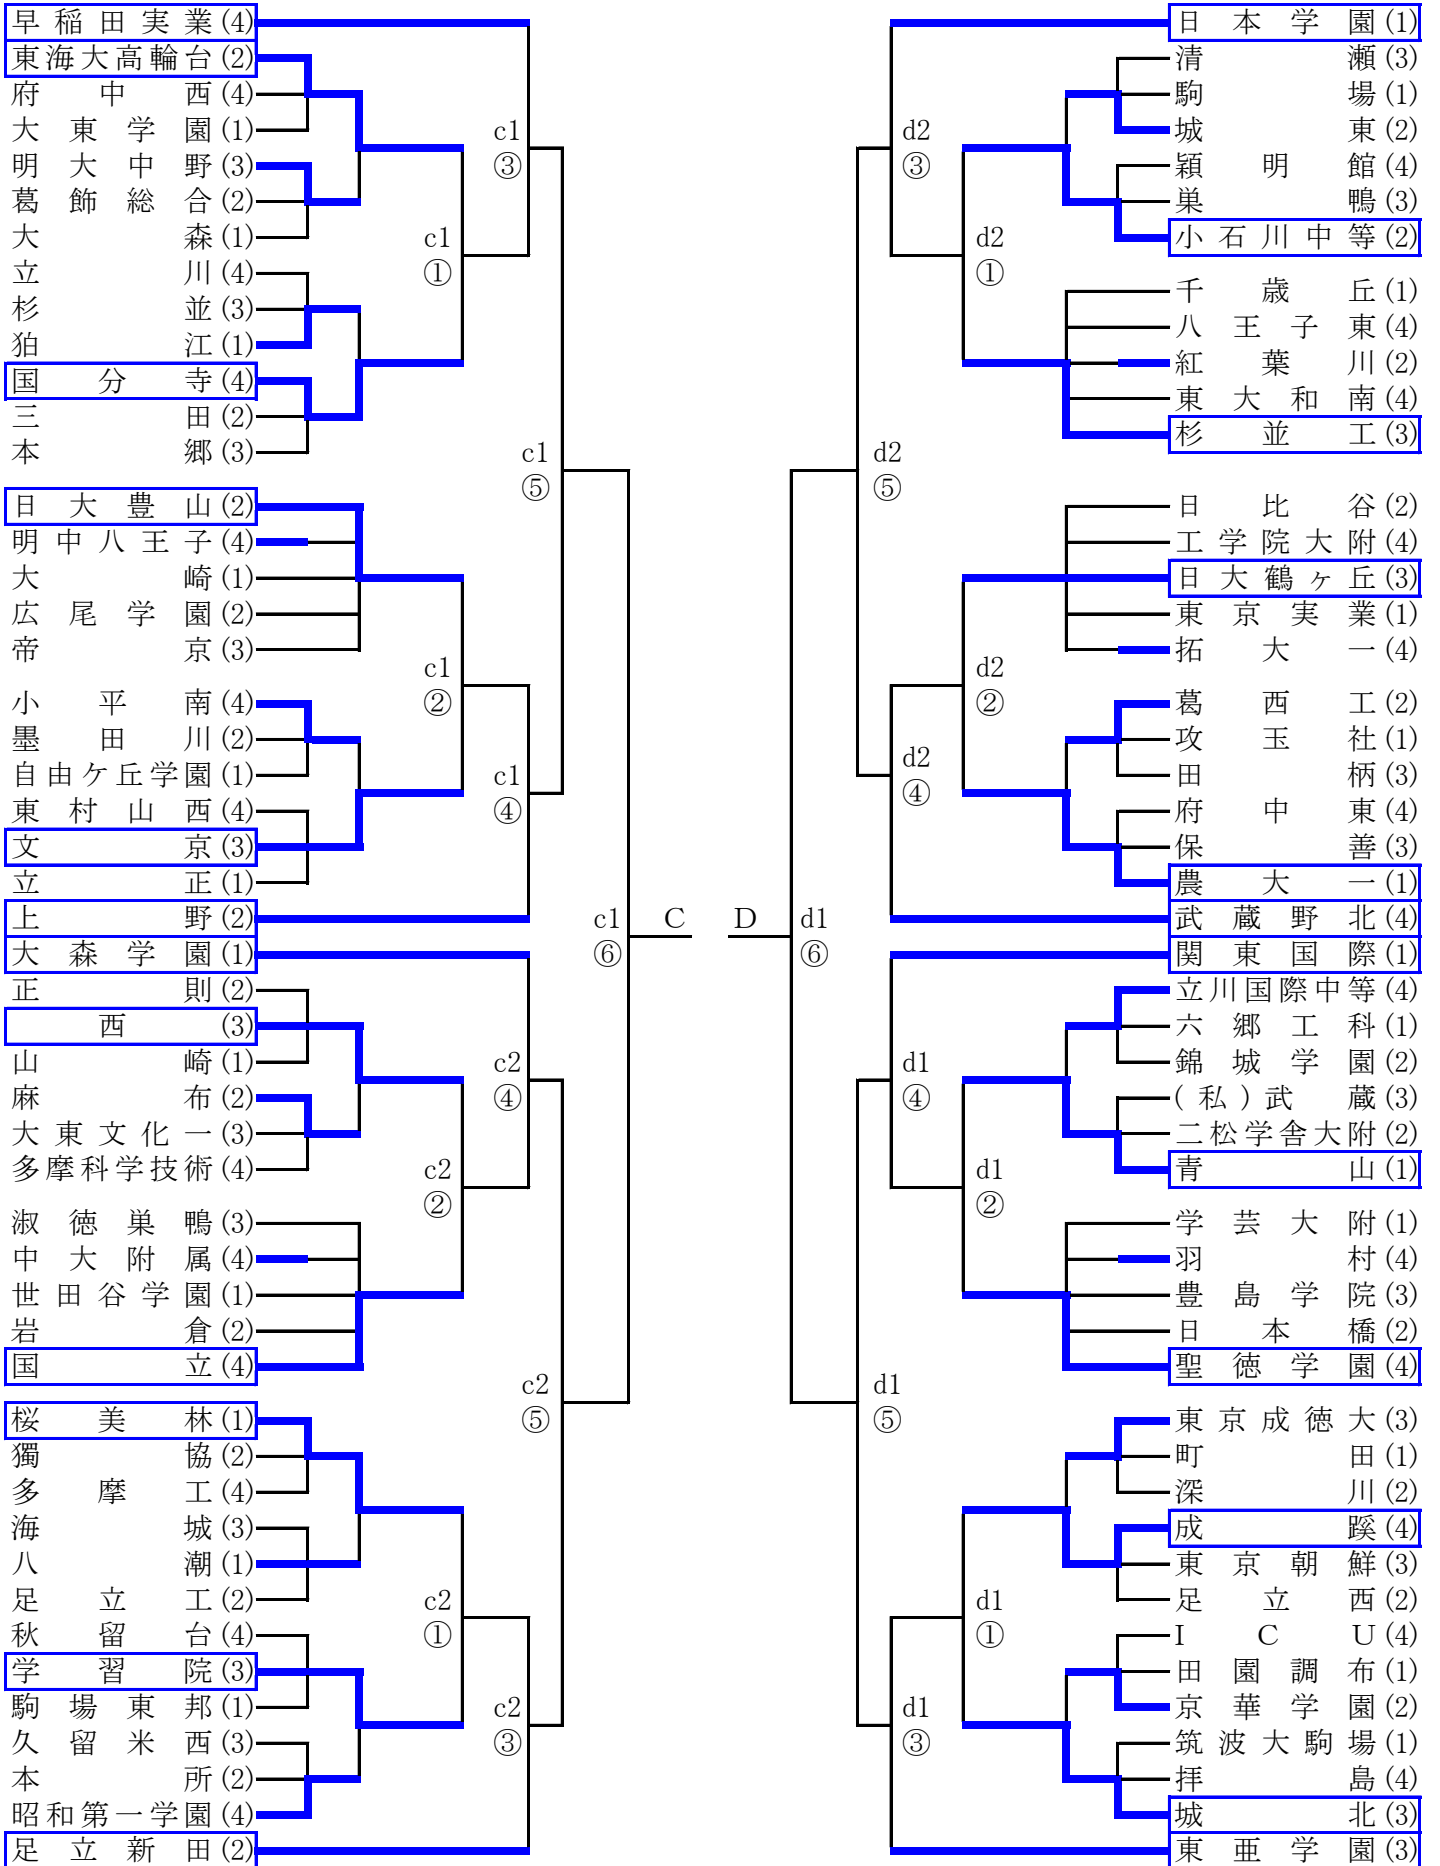 早稲田実業(4)
東海大高輪台(2)
府中西(4)
大東学園(1)
明大中野(3)
葛飾総合(2)
大森(1)
立川(4)
杉並(3)
狛江(1)
国分寺(4)
三田(2)
本郷(3)
日大豊山(2)
明中八王子(4)
大崎(1)
広尾学園(2)
帝京(3)
小平南(4)
墨田川(2)
自由ケ丘学園(1)
東村山西(4)
文京(3)
立正(1)
上野(2)
大森学園(1)
正則(2)
西(3)
山崎(1)
麻布(2)
大東文化一(3)
多摩科学技術(4)
淑徳巣鴨(3)
中大附属(4)
世田谷学園(1)
岩倉(2)
国立(4)
桜美林(1)
獨協(2)
多摩工(4)
海城(3)
八潮(1)
足立工(2)
秋留台(4)
学習院(3)
駒場東邦(1)
久留米西(3)
本所(2)
昭和第一学園(4)
足立新田(2)
c1
③
c1
①
c1
⑤
c1
②
c1
④
c1
⑥
C
c2
④
c2
②
c2
⑤
c2
①
c2
③
D
d1
⑥
d2
③
d2
①
d2
⑤
d2
②
d2
④
d1
④
d1
②
d1
⑤
d1
①
d1
③
日本学園(1)
清瀬(3)
駒場(1)
城東(2)
穎明館(4)
巣鴨(3)
小石川中等(2)
千歳丘(1)
八王子東(4)
紅葉川(2)
東大和南(4)
杉並工(3)
日比谷(2)
工学院大附(4)
日大鶴ヶ丘(3)
東京実業(1)
拓大一(4)
葛西工(2)
攻玉社(1)
田柄(3)
府中東(4)
保善(3)
農大一(1)
武蔵野北(4)
関東国際(1)
立川国際中等(4)
六郷工科(1)
錦城学園(2)
(私)武蔵(3)
二松学舎大附(2)
青山(1)
学芸大附(1)
羽村(4)
豊島学院(3)
日本橋(2)
聖徳学園(4)
東京成徳大(3)
町田(1)
深川(2)
成蹊(4)
東京朝鮮(3)
足立西(2)
ICU(4)
田園調布(1)
京華学園(2)
筑波大駒場(1)
拝島(4)
城北(3)
東亜学園(3)